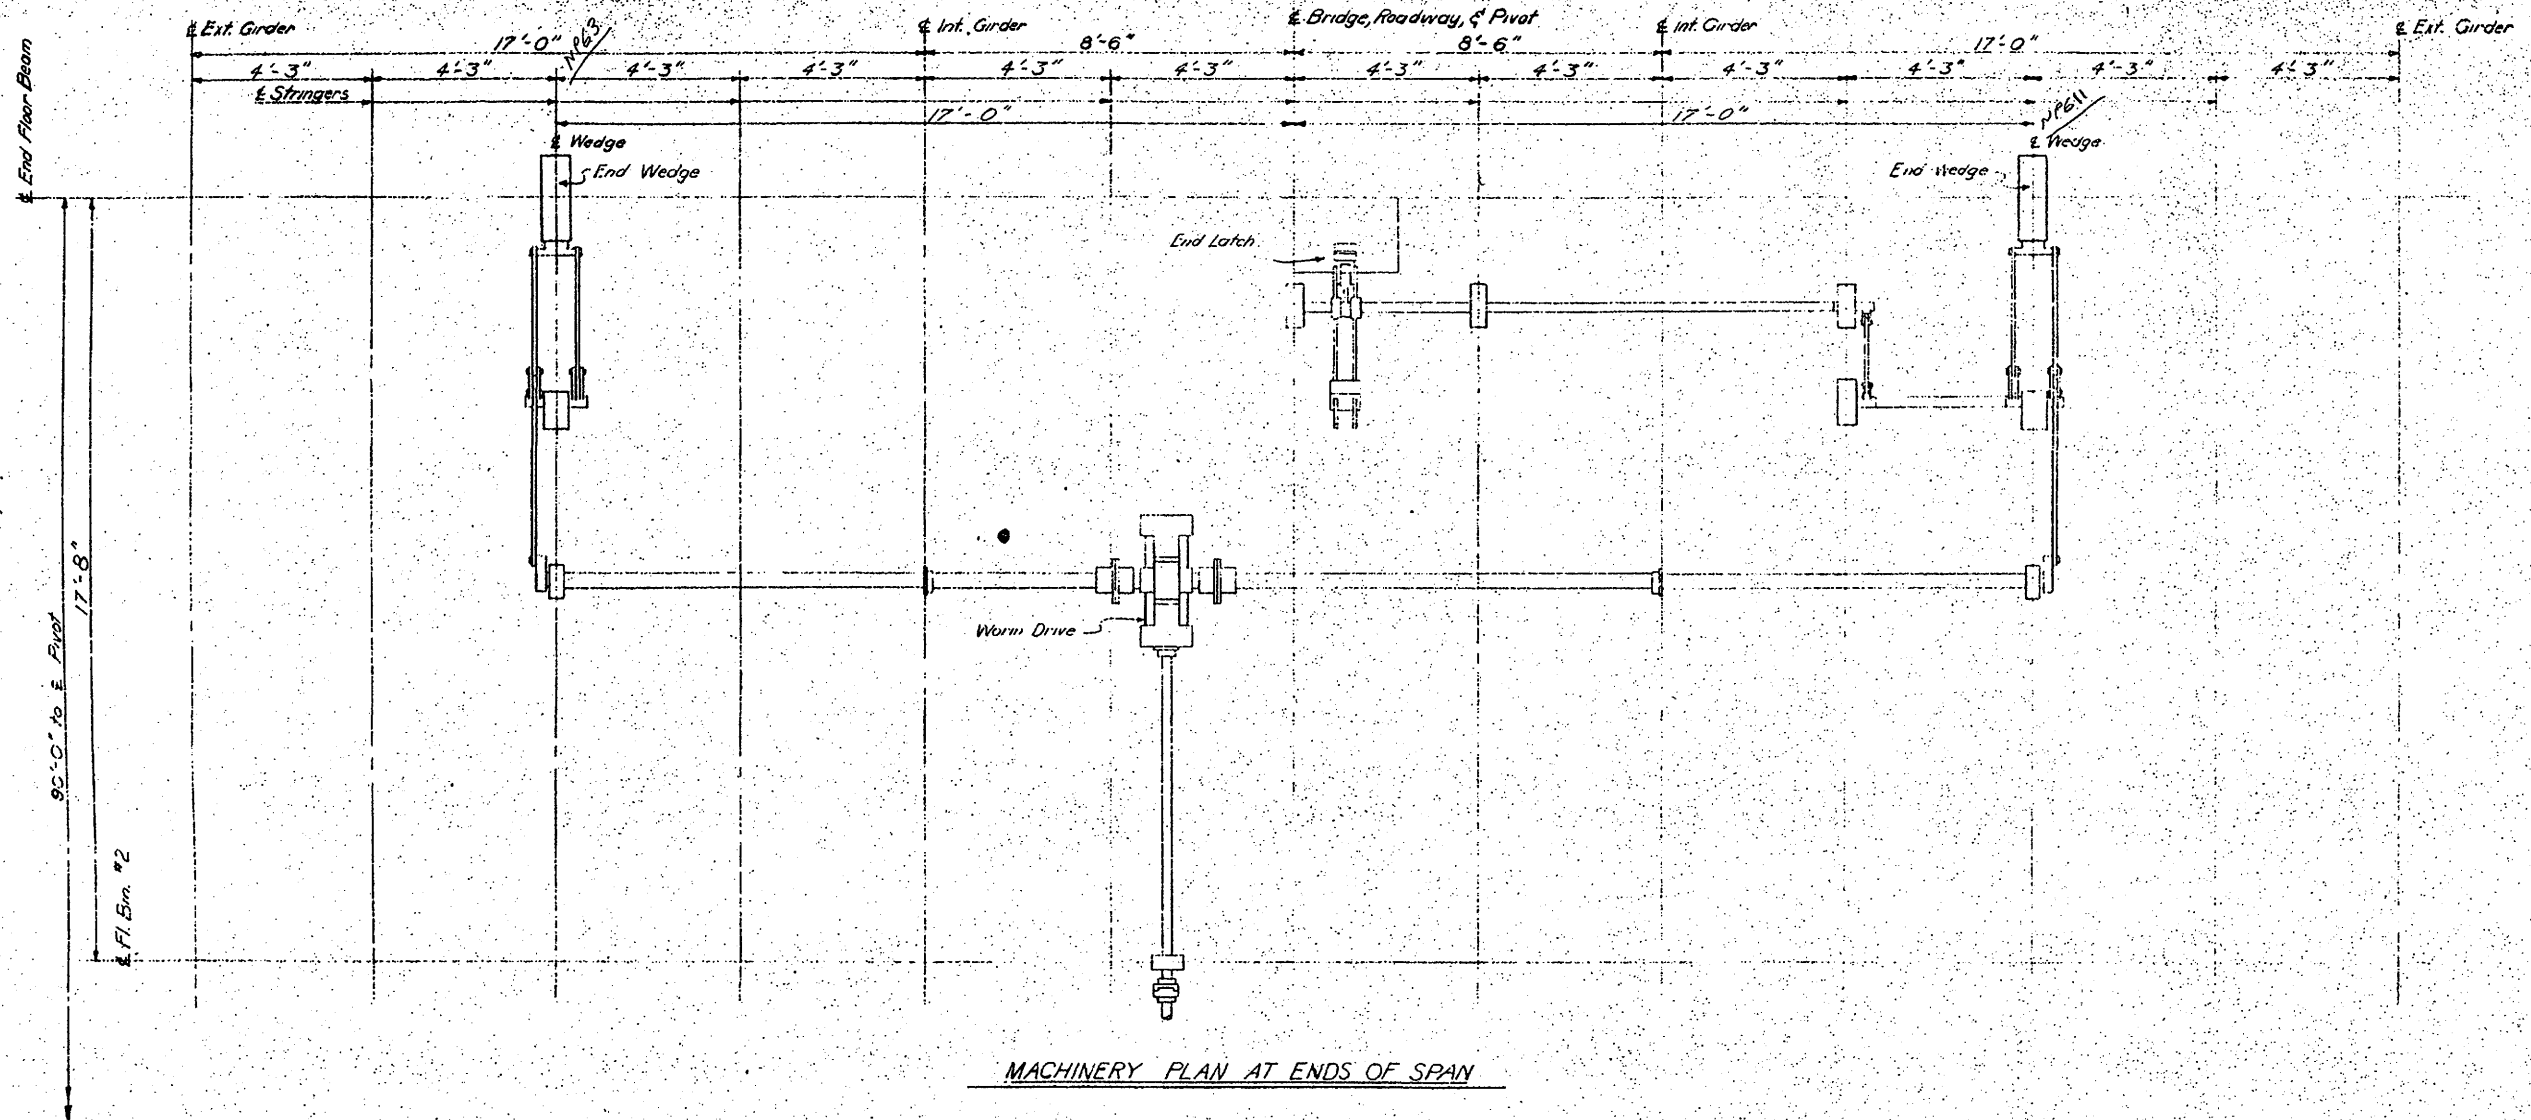 ℄ Ext. Girder
℄ Int. Girder
℄ Bridge, Roadway, & Pivot
℄ Int. Girder
℄ Ext. Girder
17'-0" 8'-6" 8'-6" 17'-0"
4'-3" 4'-3" 4'-3" 4'-3" 4'-3" 4'-3" 4'-3" 4'-3" 4'-3" 4'-3" 4'-3" 4'-3"
NP63
℄ Stringers
17'-0" 17'-0"
NP611
℄ Wedge
℄ Wedge
End Wedge
End Wedge
℄ End Floor Beam
End Latch
17'-8"
90'-0" to ℄ Pivot
Worm Drive
℄ Fl. Bm. #2
MACHINERY PLAN AT ENDS OF SPAN